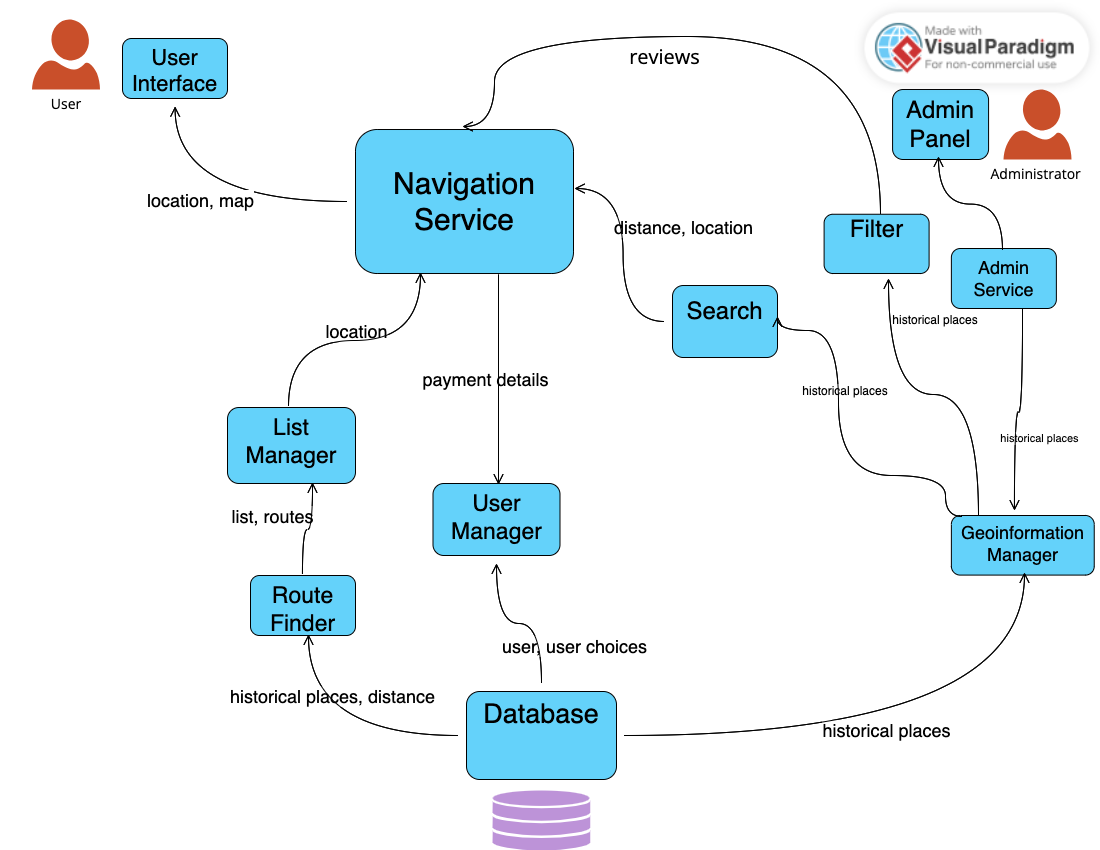 Made with
Visual Paradigm
For non-commercial use
User
Interface
User
reviews
Admin
Panel
Administrator
Navigation
Service
location, map
distance, location
Filter
Admin
Service
Search
historical places
location
payment details
historical places
List
Manager
historical places
list, routes
User
Manager
Geoinformation
Manager
Route
Finder
user, user choices
historical places, distance
Database
historical places